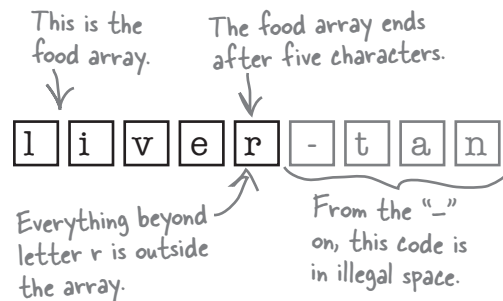 This is the
food array.
The food array ends
after five characters.
l i v e r - t a n
Everything beyond
letter r is outside
the array.
From the “–”
on, this code is
in illegal space.